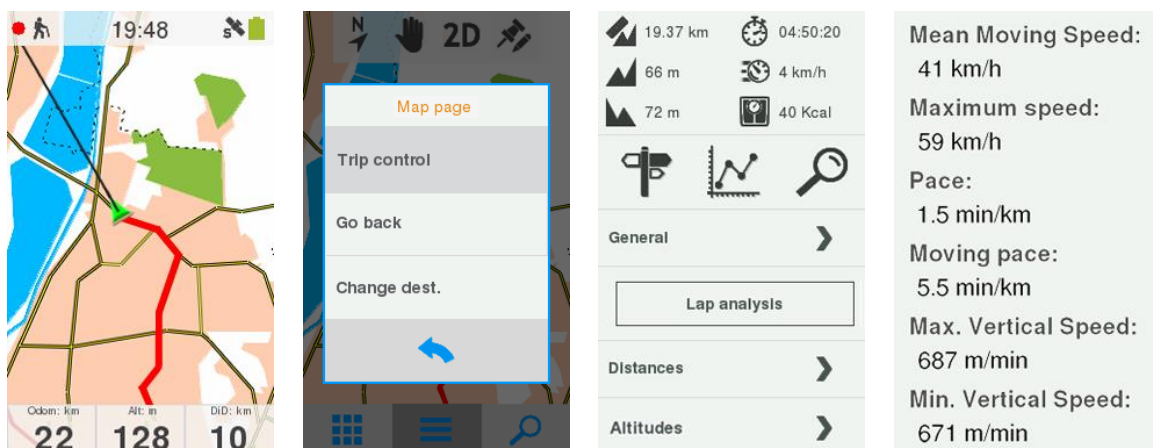 19:48
S
Odom: km
Alt: m
DiD: km
22
128
10
N
2D
Map page
Trip control
Go back
Change dest.
19.37 km
04:50:20
66 m
4 km/h
72 m
40 Kcal
General
Lap analysis
Distances
Altitudes
Mean Moving Speed:
41 km/h
Maximum speed:
59 km/h
Pace:
1.5 min/km
Moving pace:
5.5 min/km
Max. Vertical Speed:
687 m/min
Min. Vertical Speed:
671 m/min